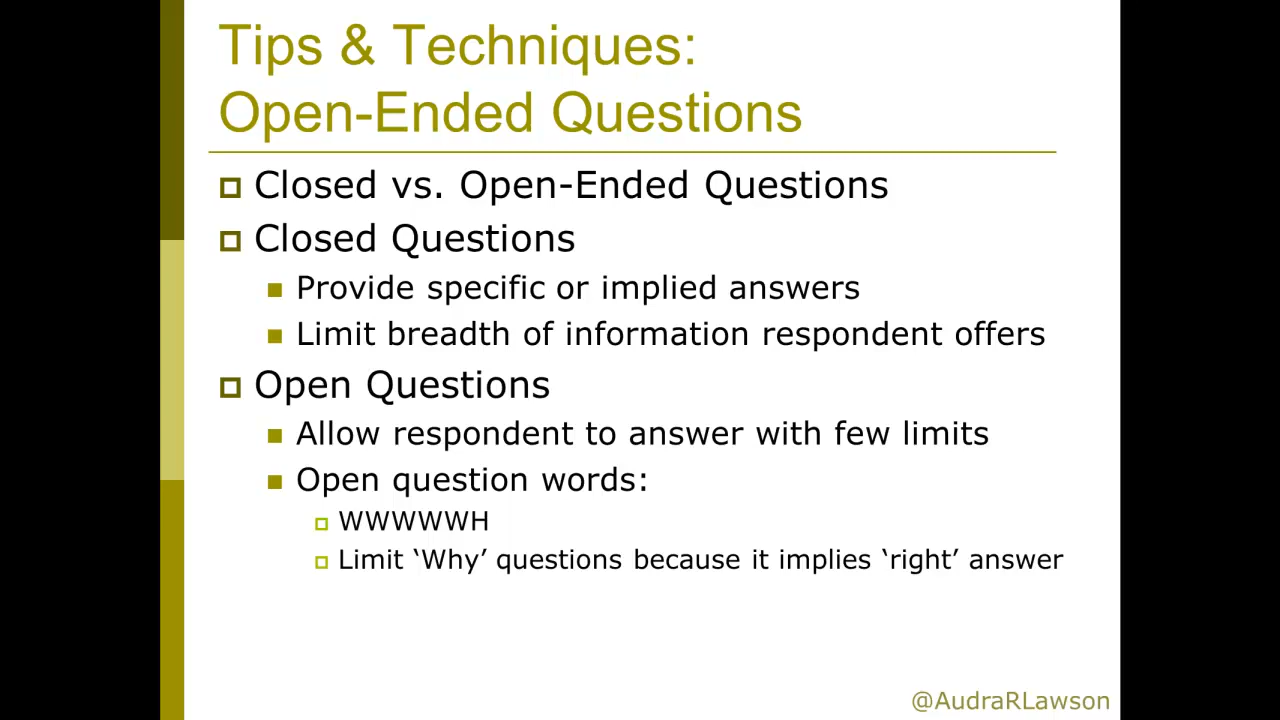 Tips & Techniques:
Open-Ended Questions
Closed vs. Open-Ended Questions
Closed Questions
Provide specific or implied answers
Limit breadth of information respondent offers
Open Questions
Allow respondent to answer with few limits
Open question words:
WWWWWH
Limit ‘Why’ questions because it implies ‘right’ answer
@AudraRLawson